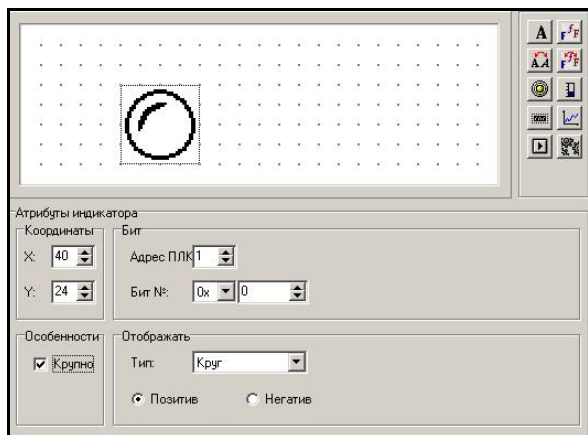 A
Атрибуты индикатора
Координаты
Бит
X: 40
Адрес ПЛК 1
Y: 24
Бит №: 0x 0
Особенности
Отображать
Крупно
Тип: Круг
Позитив Негатив